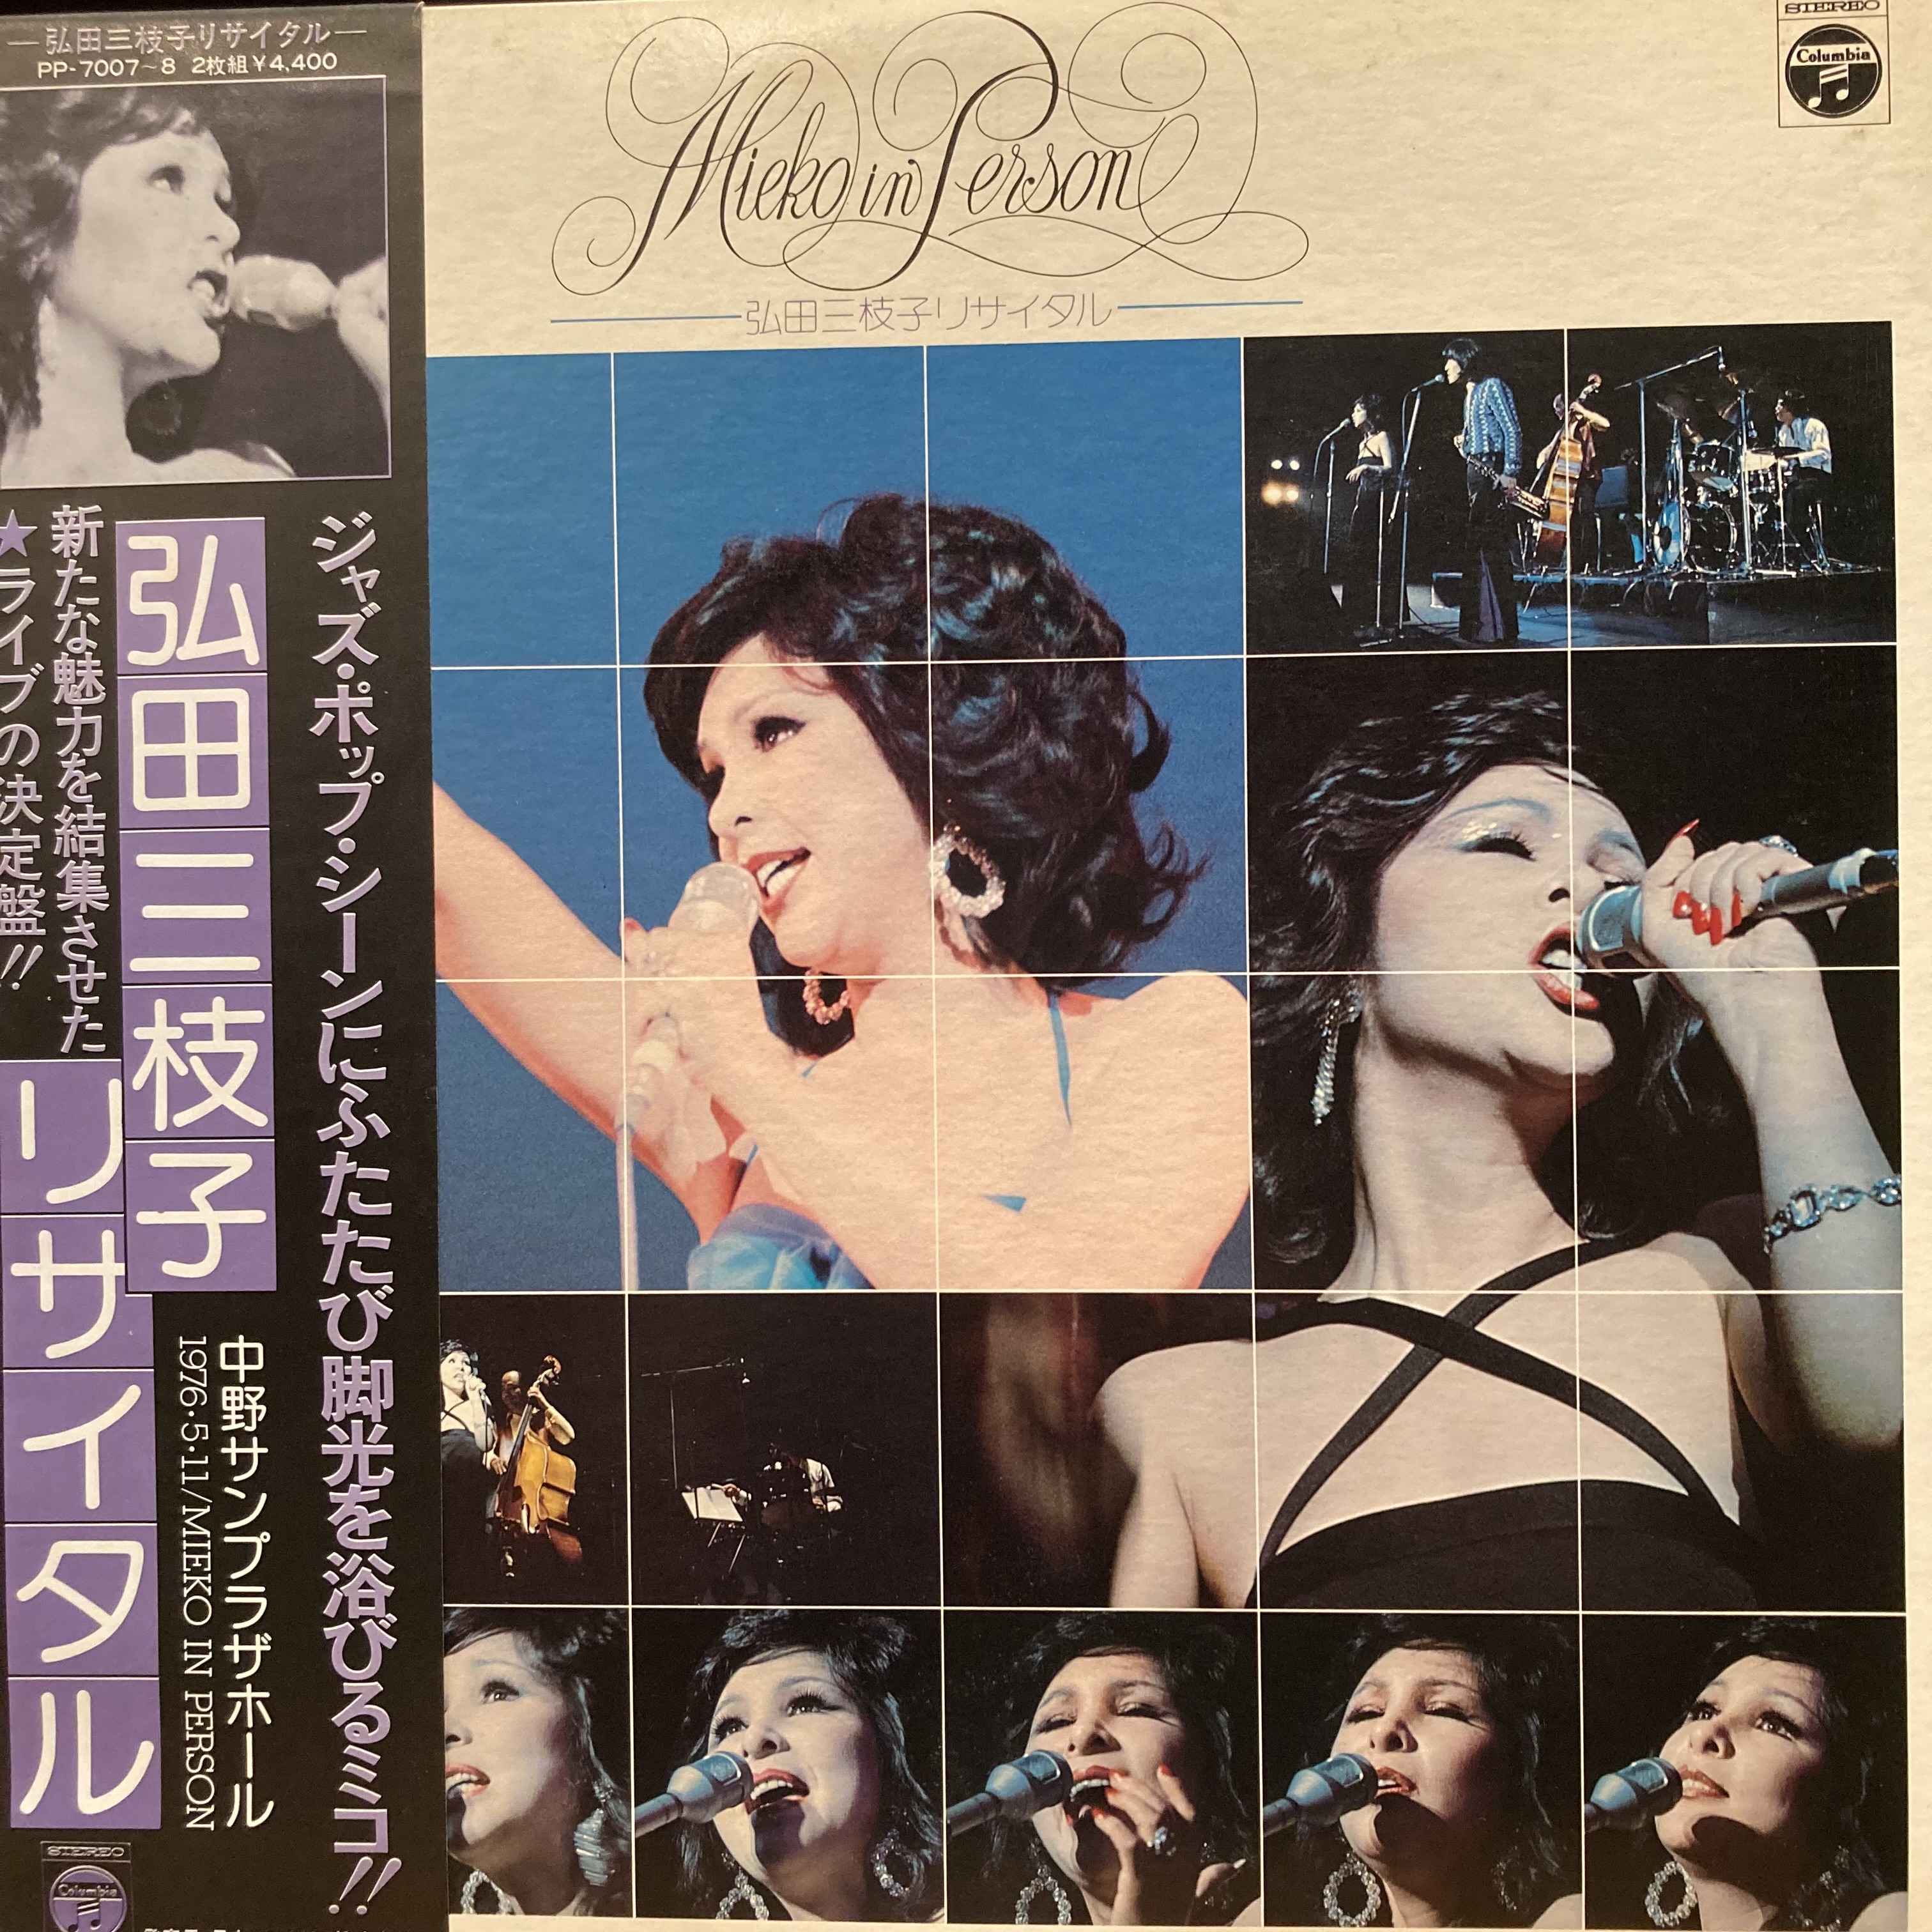 —弘田三枝子リサイタル—
PP-7007~8 2枚組¥4,400
ジャズ・ポップ・シーンにふたたび脚光を浴びるミコ!!
弘田三枝子
リサイタル
新たな魅力を結集させた
★ライブの決定盤!!
中野サンプラザホール
1976・5・11/MIEKO IN PERSON
STEREO
Columbia
Mieko in Person
弘田三枝子リサイタル
STEREO
Columbia